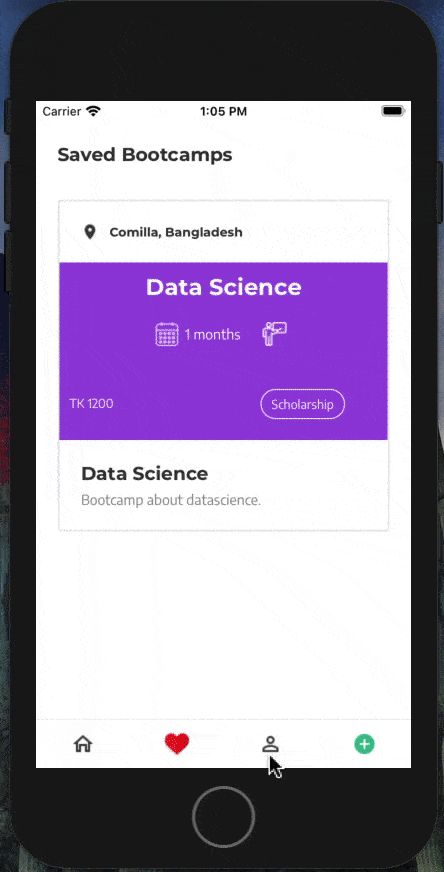 Carrier 1:05 PM
Saved Bootcamps
Comilla, Bangladesh
Data Science
1 months
TK 1200 Scholarship
Data Science
Bootcamp about datascience.